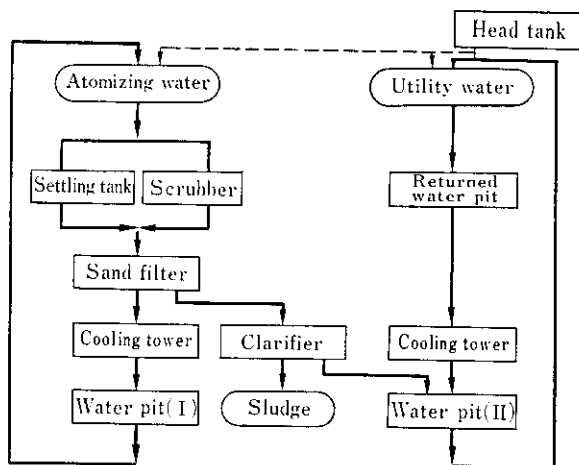 Head tank
Atomizing water
Utility water
Settling tank
Scrubber
Returned
water pit
Sand filter
Cooling tower
Clarifier
Cooling tower
Water pit(I)
Sludge
Water pit(II)